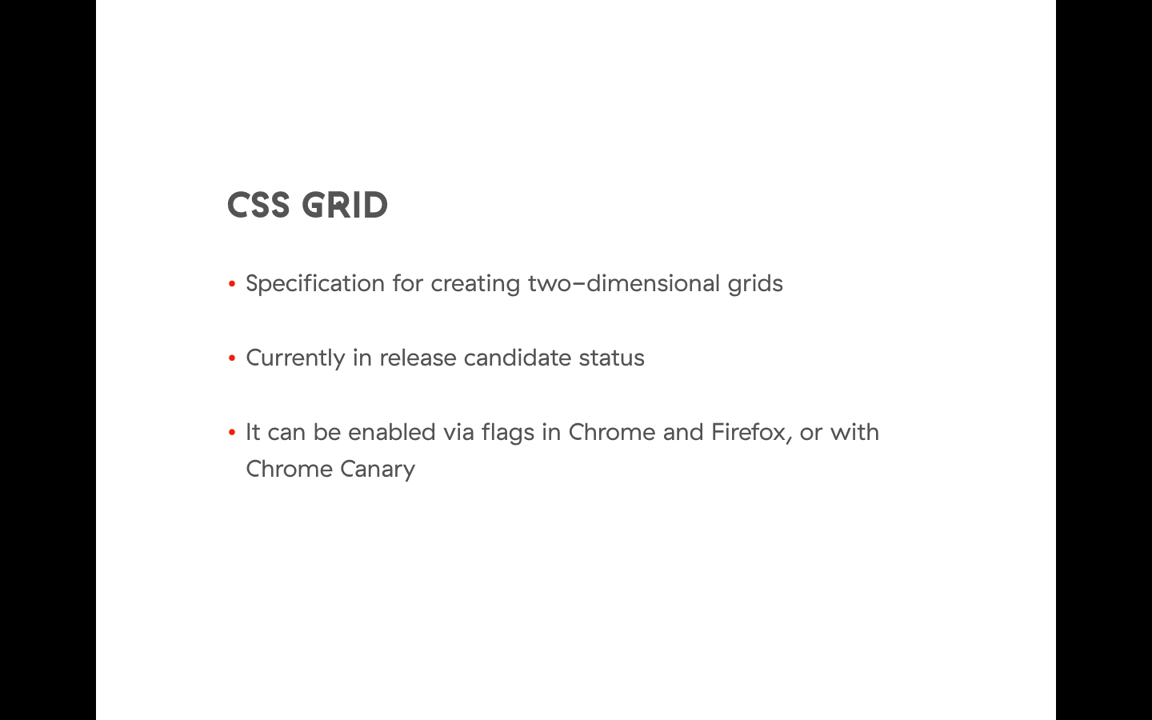 CSS GRID
• Specification for creating two-dimensional grids
• Currently in release candidate status
• It can be enabled via flags in Chrome and Firefox, or with
Chrome Canary